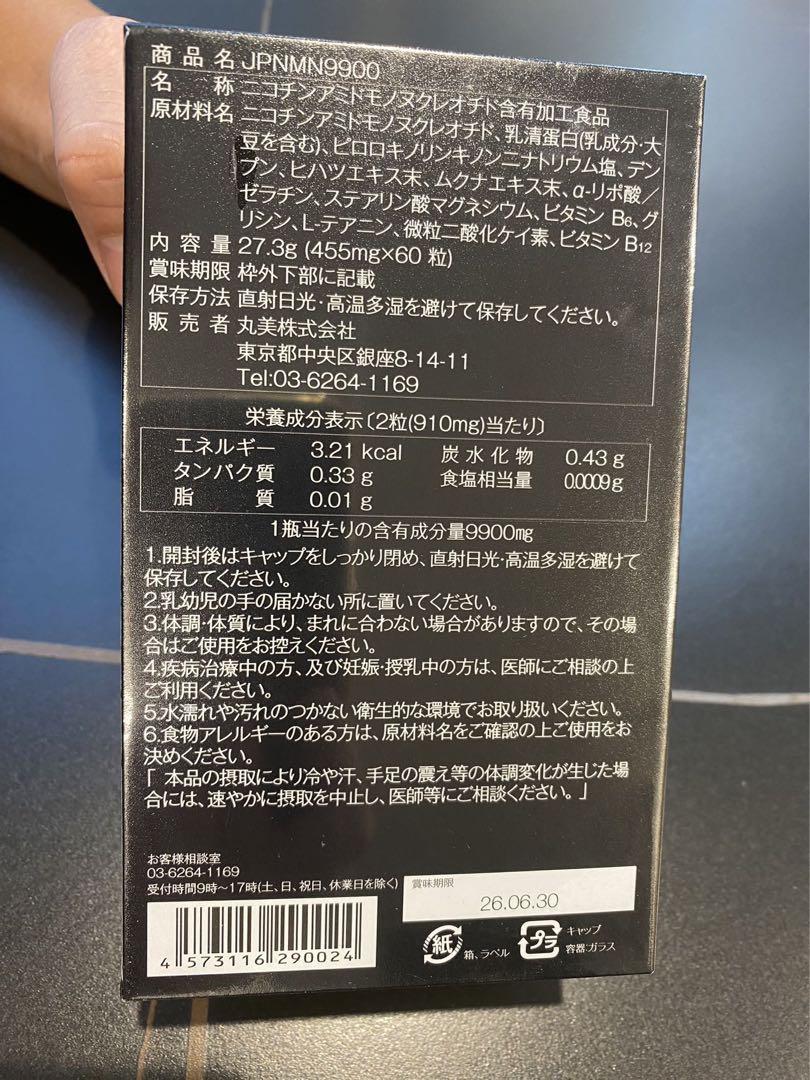 商品名 JPNMN9900
名称 ニコチンアミドモノヌクレオチド含有加工食品
原材料名 ニコチンアミドモノヌクレオチド、乳清蛋白(乳成分・大
豆を含む)、ピロロキノリンキノン二ナトリウム塩、デン
プン、ヒハツエキス末、ムクナエキス末、α-リポ酸／
ゼラチン、ステアリン酸マグネシウム、ビタミン B₆、グ
リシン、L-テアニン、微粒二酸化ケイ素、ビタミン B₁₂
内容量 27.3g (455mg×60 粒)
賞味期限 枠外下部に記載
保存方法 直射日光・高温多湿を避けて保存してください。
販売者 丸美株式会社
東京都中央区銀座8-14-11
Tel:03-6264-1169
栄養成分表示〔2粒(910mg)当たり〕
エネルギー 3.21 kcal 炭水化物 0.43 g
タンパク質 0.33 g 食塩相当量 0.0009 g
脂質 0.01 g
1瓶当たりの含有成分量9900mg
1.開封後はキャップをしっかり閉め、直射日光・高温多湿を避けて
保存してください。
2.乳幼児の手の届かない所に置いてください。
3.体調・体質により、まれに合わない場合がありますので、その場
合はご使用をお控えください。
4.疾病治療中の方、及び妊娠・授乳中の方は、医師にご相談の上
ご利用ください。
5.水濡れや汚れのつかない衛生的な環境でお取り扱いください。
6.食物アレルギーのある方は、原材料名をご確認の上ご使用をお
決めください。
「 本品の摂取により冷や汗、手足の震え等の体調変化が生じた場
合には、速やかに摂取を中止し、医師等にご相談ください。」
お客様相談室
03-6264-1169
受付時間9時～17時(土、日、祝日、休業日を除く)
賞味期限
26.06.30
4 573116 290024
紙 箱、ラベル
プラ キャップ
容器:ガラス